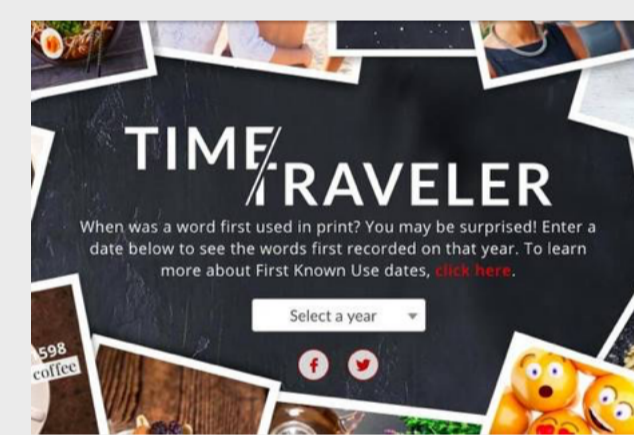 TIME
TRAVELER
When was a word first used in print? You may be surprised! Enter a
date below to see the words first recorded on that year. To learn
more about First Known Use dates, click here.
Select a year
598
coffee